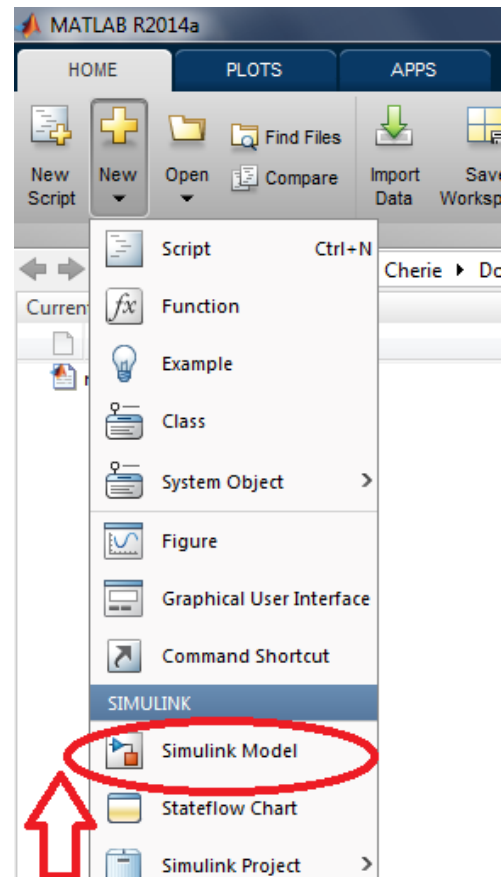 MATLAB R2014a
HOME PLOTS APPS
New Script
New
Open
Find Files
Compare
Import Data
Save
Worksp
Cherie Do
Curren
Script Ctrl+N
Function
Example
Class
System Object
Figure
Graphical User Interface
Command Shortcut
SIMULINK
Simulink Model
Stateflow Chart
Simulink Project